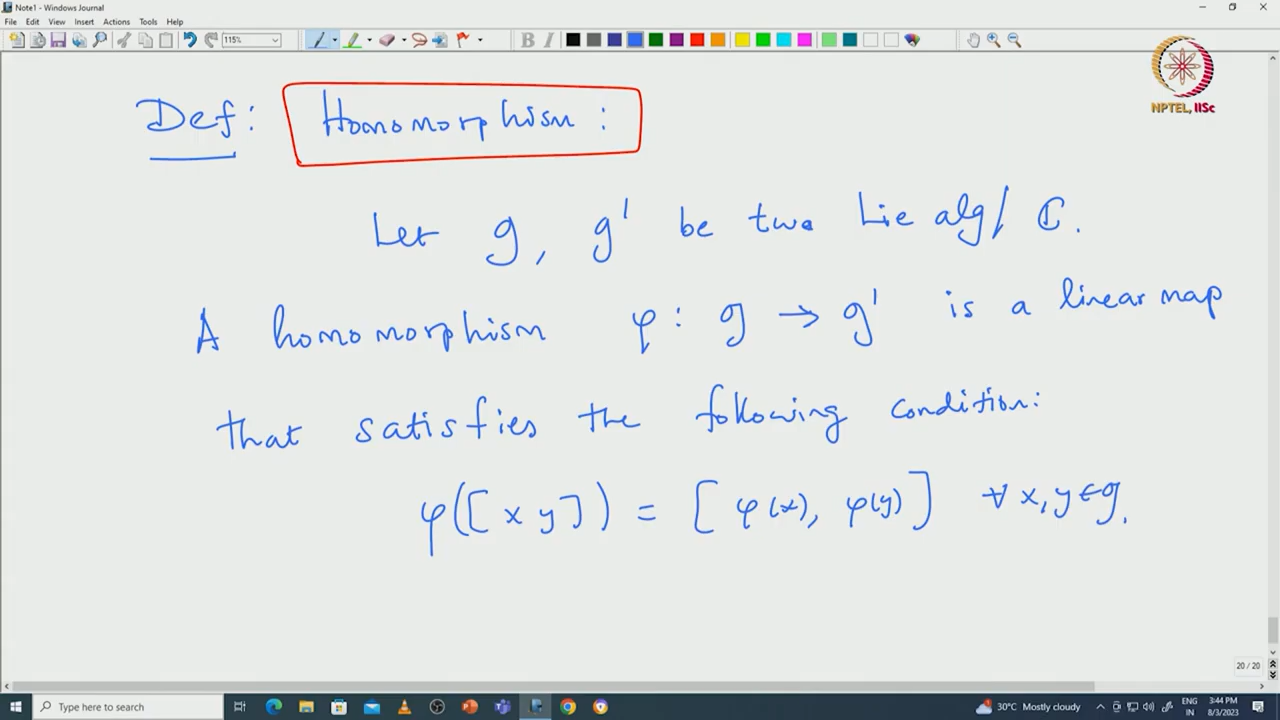 Note1 - Windows Journal
File Edit View Insert Actions Tools Help
115%
B I
NPTEL, IISc
Def: Homomorphism:
Let g, g' be two Lie alg/ ℂ.
A homomorphism φ: g → g' is a linear map
that satisfies the following condition:
φ([x y]) = [φ(x), φ(y)] ∀ x, y ∈ g.
20 / 20
Type here to search
30°C Mostly cloudy
ENG
IN
3:44 PM
8/3/2023